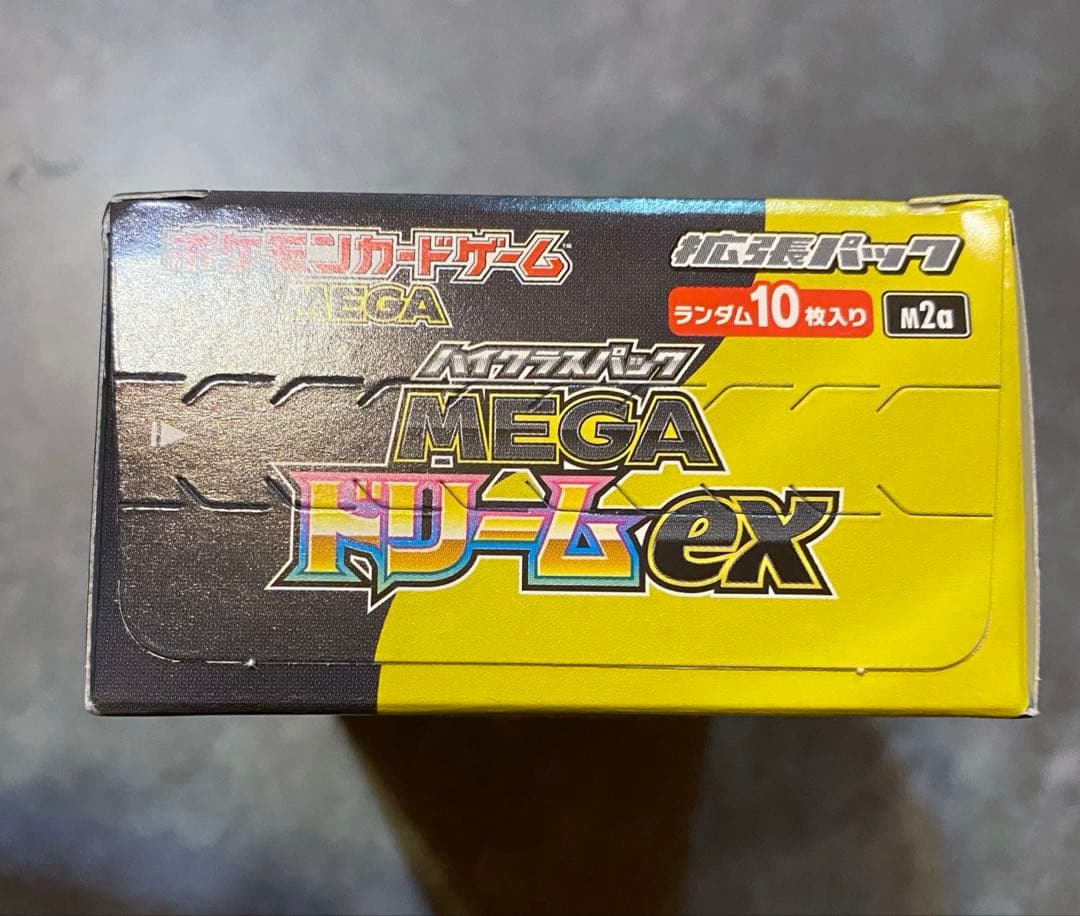 ポケモンカードゲーム™
MEGA
拡張パック
ランダム10枚入り
M2a
ハイクラスパック
MEGA
ドリームex